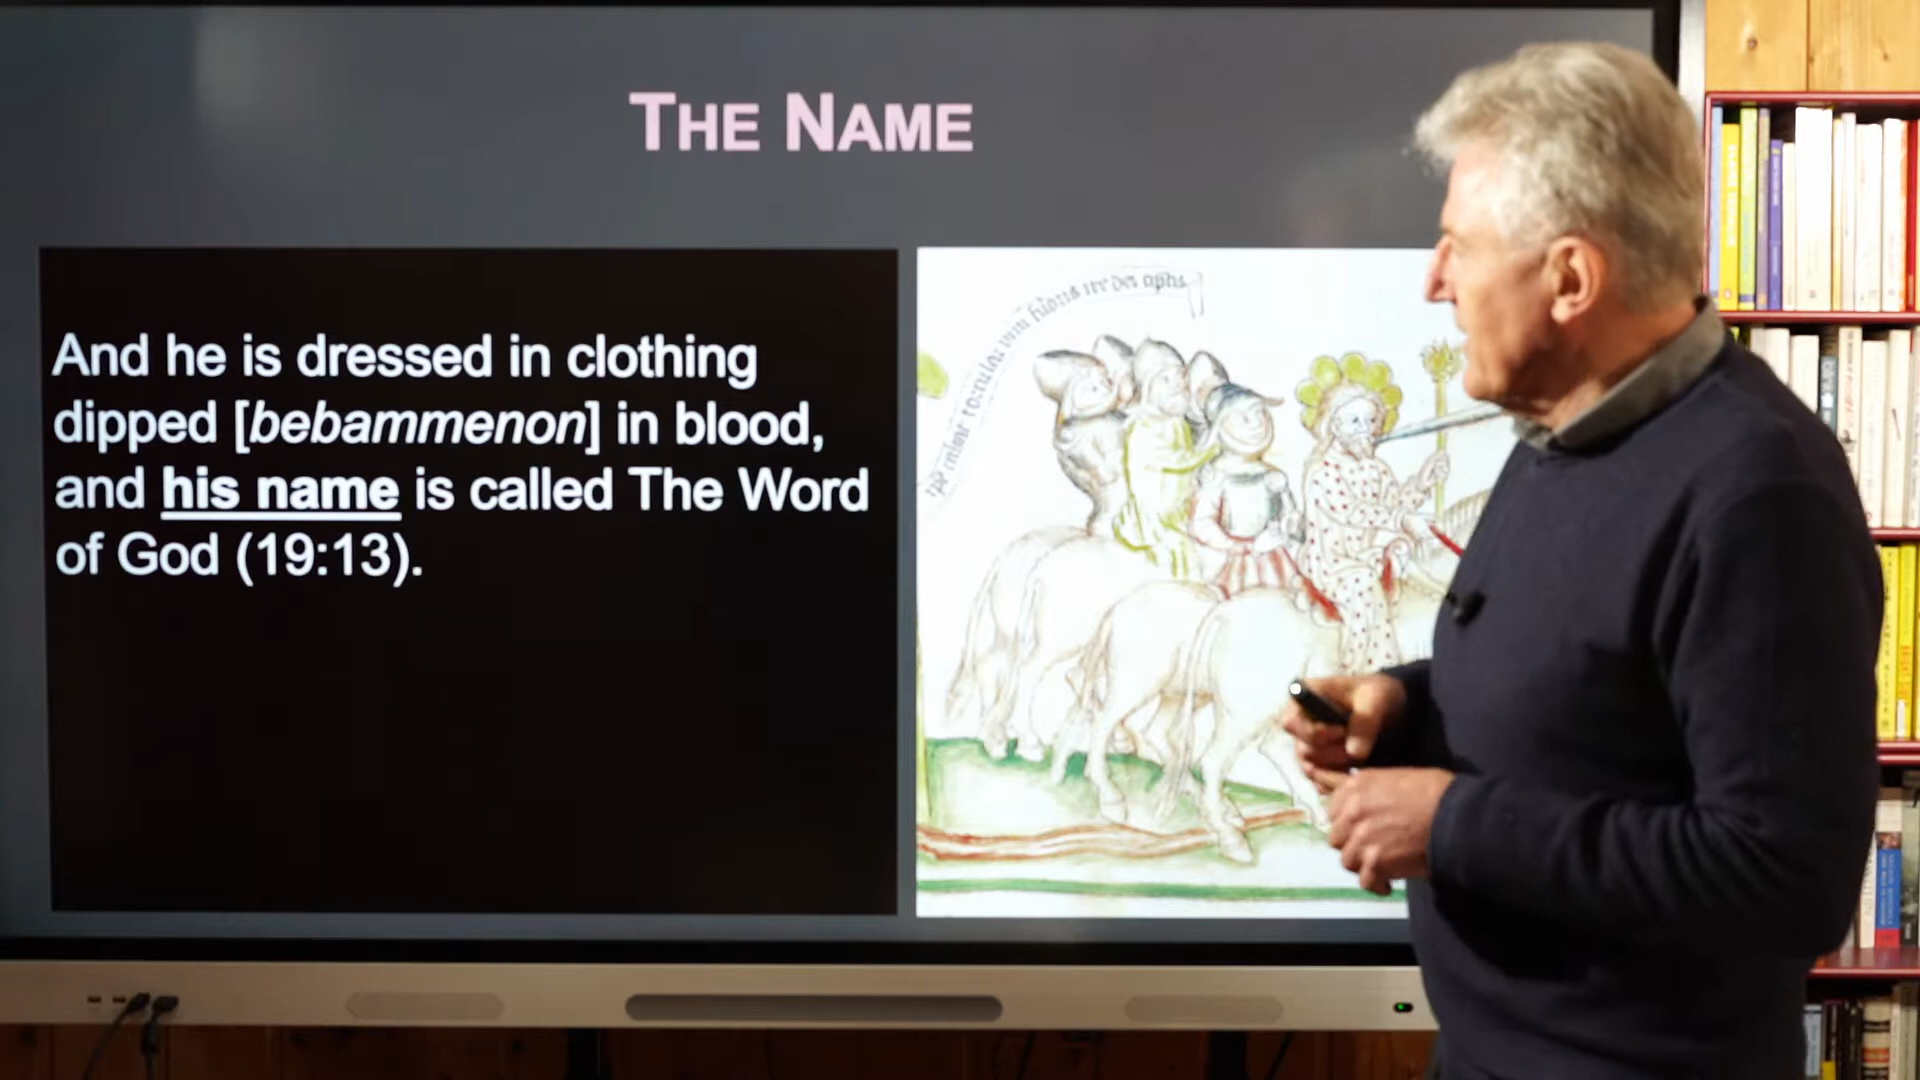 THE NAME
And he is dressed in clothing
dipped [bebammenon] in blood,
and his name is called The Word
of God (19:13).